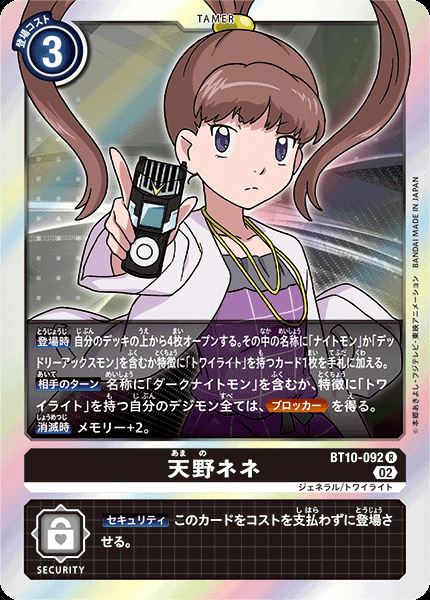 TAMER
登場コスト
3
登場時 自分のデッキの上から4枚オープンする。その中の名称に「ナイトモン」か「デ
ッドリーアックスモン」を含むか特徴に「トワイライト」を持つカード1枚を手札に加える。
相手のターン 名称に「ダークナイトモン」を含むか、特徴に「トワ
イライト」を持つ自分のデジモン全ては、ブロッカー を得る。
消滅時 メモリー+2。
©本郷あきよし・フジテレビ・東映アニメーション BANDAI MADE IN JAPAN
あまの
天野ネネ
BT10-092 R
02
ジェネラル/トワイライト
セキュリティ このカードをコストを支払わずに登場さ
せる。
SECURITY